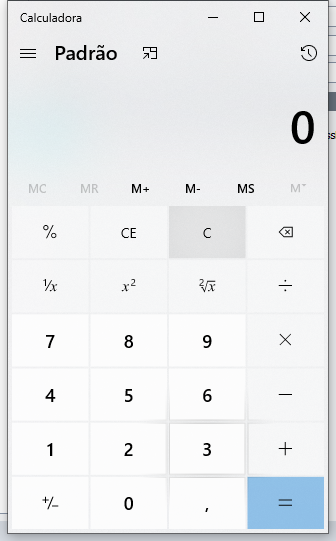 Calculadora
Padrão
0
MC MR M+ M- MS M˅
% CE C
¹/x x² ²√x ÷
7 8 9 ×
4 5 6 −
1 2 3 +
+/− 0 , =
ss